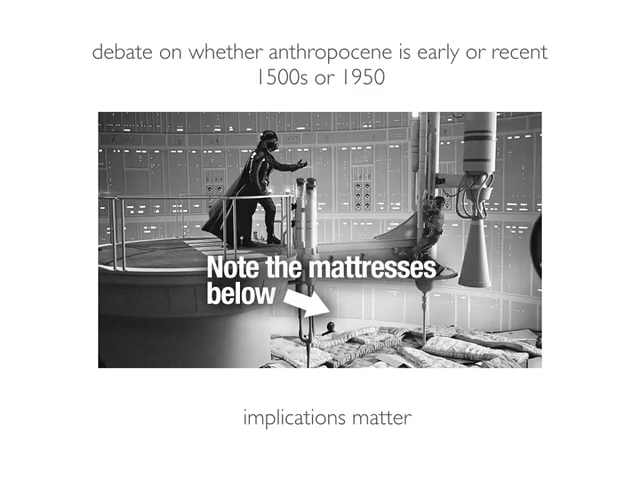 debate on whether anthropocene is early or recent
1500s or 1950
Note the mattresses
below
implications matter